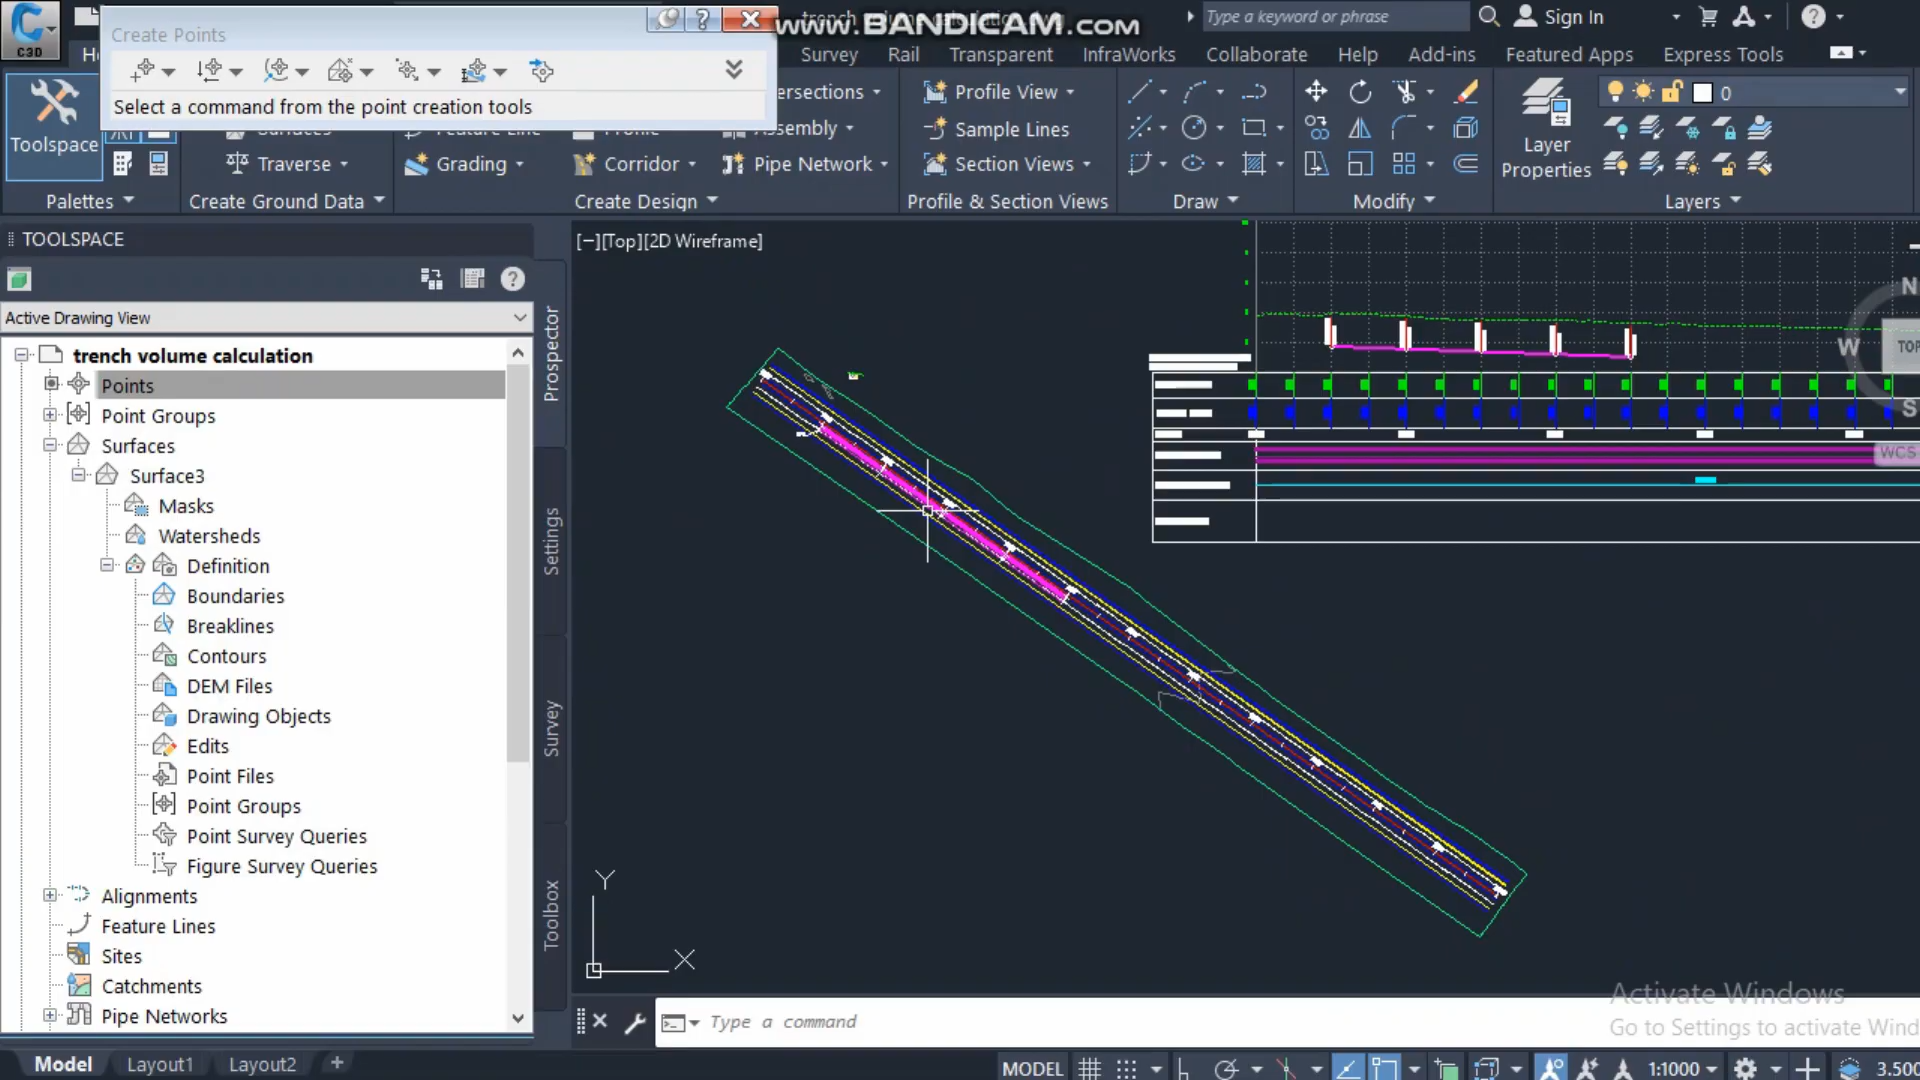 Create Points
www.BANDICAM.com
Type a keyword or phrase
Sign In
C3D
Survey
Rail
Transparent
InfraWorks
Collaborate
Help
Add-ins
Featured Apps
Express Tools
Select a command from the point creation tools
Toolspace
Palettes
Traverse
Create Ground Data
Grading
Corridor
Assembly
Pipe Network
Create Design
Profile View
Sample Lines
Section Views
Profile & Section Views
Draw
Modify
Layer
Properties
0
Layers
TOOLSPACE
Active Drawing View
trench volume calculation
Points
Point Groups
Surfaces
Surface3
Masks
Watersheds
Definition
Boundaries
Breaklines
Contours
DEM Files
Drawing Objects
Edits
Point Files
Point Groups
Point Survey Queries
Figure Survey Queries
Alignments
Feature Lines
Sites
Catchments
Pipe Networks
Prospector
Settings
Survey
Toolbox
[−][Top][2D Wireframe]
N
W
TOP
S
WCS
Y
X
Type a command
Activate Windows
Go to Settings to activate Wind
Model
Layout1
Layout2
MODEL
1:1000
3.500